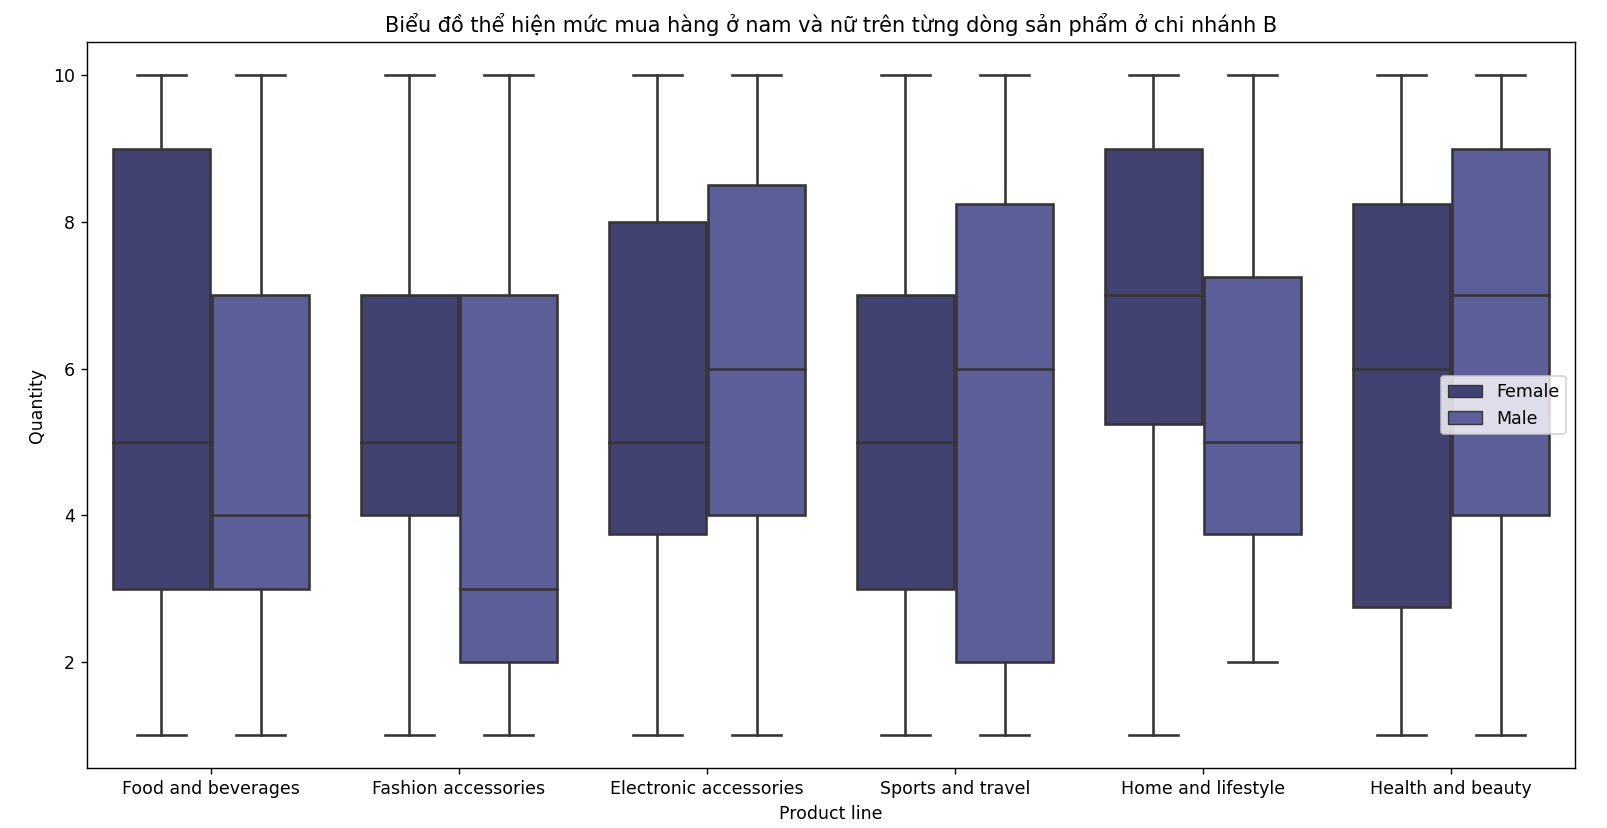 Biểu đồ thể hiện mức mua hàng ở nam và nữ trên từng dòng sản phẩm ở chi nhánh B
Quantity
10
8
6
4
2
Female
Male
Food and beverages
Fashion accessories
Electronic accessories
Sports and travel
Home and lifestyle
Health and beauty
Product line